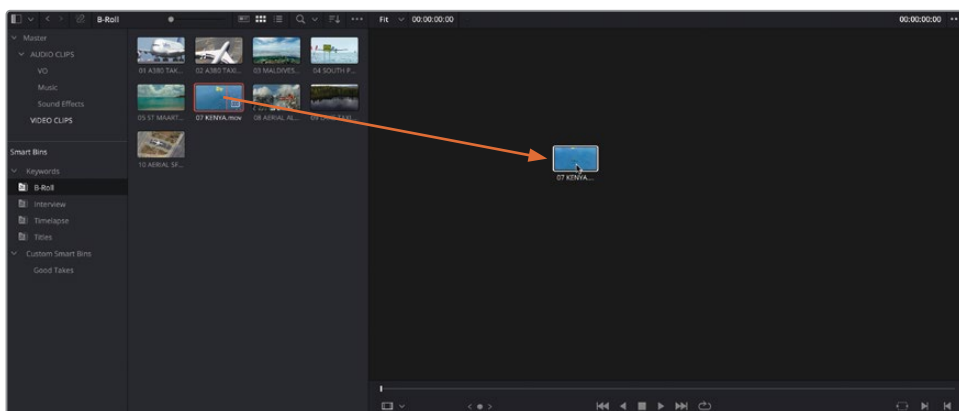 B-Roll
Fit
00:00:00:00
00:00:00:00
Master
AUDIO CLIPS
VO
Music
Sound Effects
VIDEO CLIPS
Smart Bins
Keywords
B-Roll
Interview
Timelapse
Titles
Custom Smart Bins
Good Takes
01 A380 TAK...
02 A380 TAXI...
03 MALDIVES...
04 SOUTH P...
05 ST MAART...
07 KENYA.mov
08 AERIAL AL...
10 AERIAL SF...
07 KENYA....